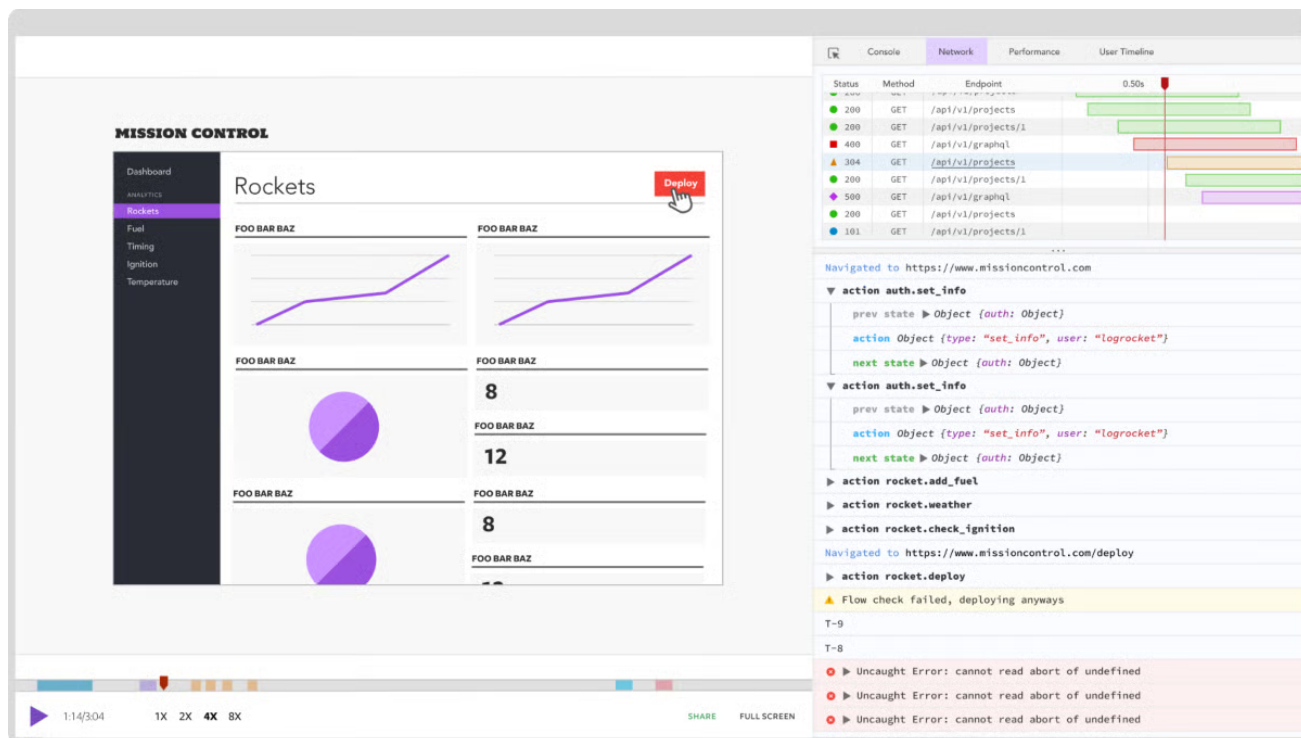 MISSION CONTROL
Dashboard
ANALYTICS
Rockets
Fuel
Timing
Ignition
Temperature
Rockets
Deploy
FOO BAR BAZ
FOO BAR BAZ
FOO BAR BAZ
FOO BAR BAZ
8
FOO BAR BAZ
12
FOO BAR BAZ
FOO BAR BAZ
8
FOO BAR BAZ
1:14/3:04 1X 2X 4X 8X SHARE FULL SCREEN
Console Network Performance User Timeline
Status Method Endpoint 0.50s
200 GET /api/v1/projects
200 GET /api/v1/projects/1
400 GET /api/v1/graphql
304 GET /api/v1/projects
200 GET /api/v1/projects/1
500 GET /api/v1/graphql
200 GET /api/v1/projects
101 GET /api/v1/projects/1
Navigated to https://www.missioncontrol.com
action auth.set_info
prev state ▶ Object {auth: Object}
action Object {type: “set_info”, user: “logrocket”}
next state ▶ Object {auth: Object}
action auth.set_info
prev state ▶ Object {auth: Object}
action Object {type: “set_info”, user: “logrocket”}
next state ▶ Object {auth: Object}
action rocket.add_fuel
action rocket.weather
action rocket.check_ignition
Navigated to https://www.missioncontrol.com/deploy
action rocket.deploy
Flow check failed, deploying anyways
T-9
T-8
Uncaught Error: cannot read abort of undefined
Uncaught Error: cannot read abort of undefined
Uncaught Error: cannot read abort of undefined